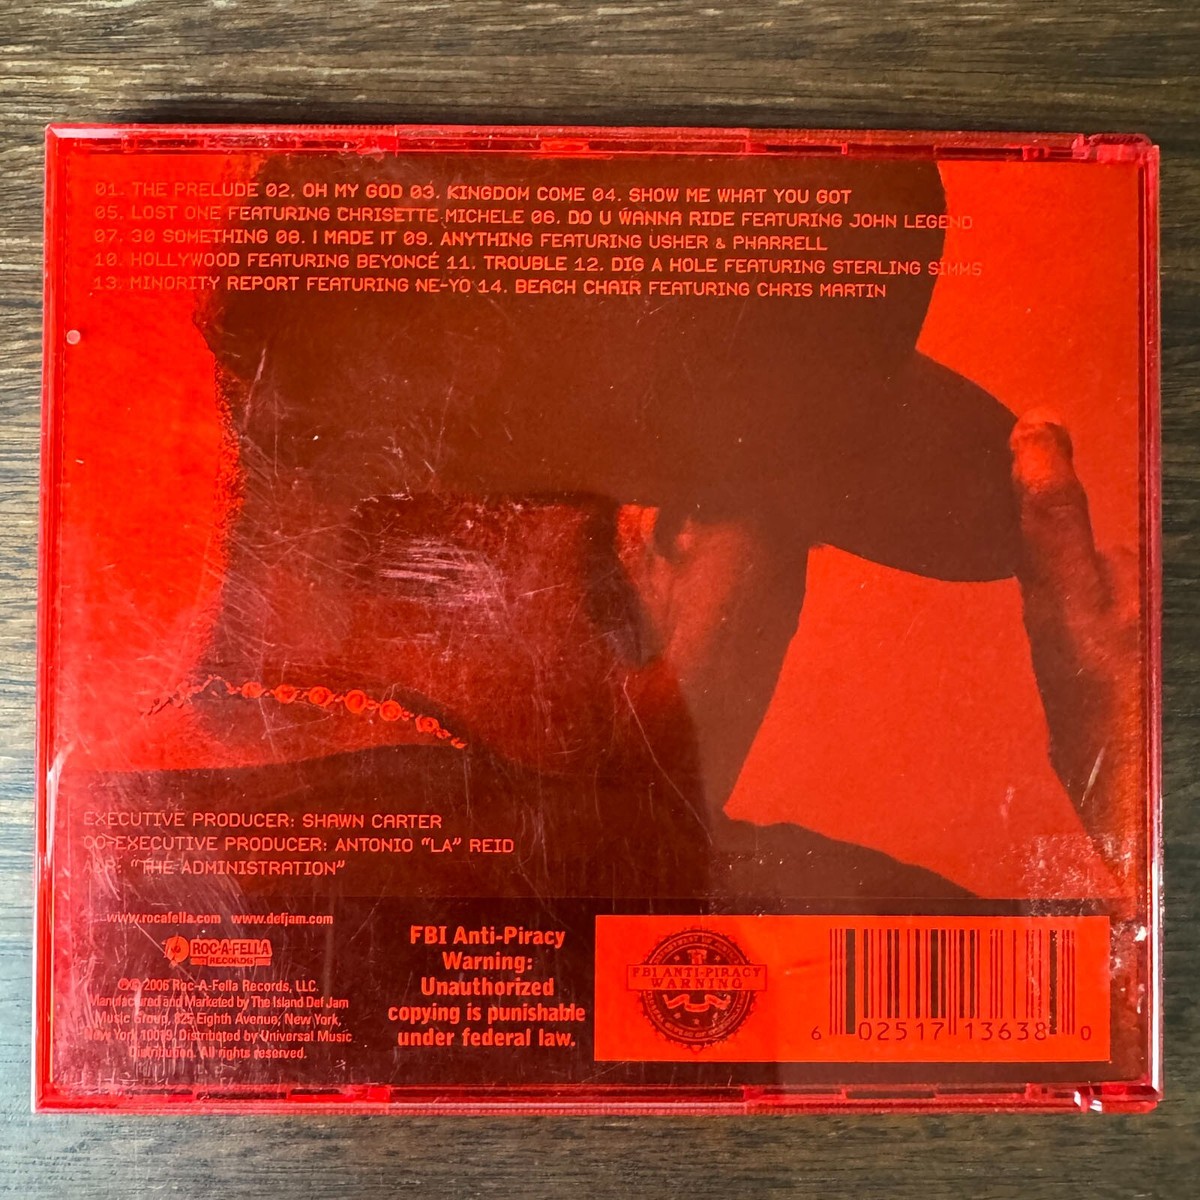 01. THE PRELUDE 02. OH MY GOD 03. KINGDOM COME 04. SHOW ME WHAT YOU GOT
05. LOST ONE FEATURING CHRISETTE MICHELE 06. DO U WANNA RIDE FEATURING JOHN LEGEND
07. 30 SOMETHING 08. I MADE IT 09. ANYTHING FEATURING USHER & PHARRELL
10. HOLLYWOOD FEATURING BEYONCÉ 11. TROUBLE 12. DIG A HOLE FEATURING STERLING SIMMS
13. MINORITY REPORT FEATURING NE-YO 14. BEACH CHAIR FEATURING CHRIS MARTIN
EXECUTIVE PRODUCER: SHAWN CARTER
CO-EXECUTIVE PRODUCER: ANTONIO “LA” REID
A&R: “THE ADMINISTRATION”
www.rocafella.com www.defjam.com
ROC-A-FELLA
RECORDS
℗© 2006 Roc-A-Fella Records, LLC.
Manufactured and Marketed by The Island Def Jam
Music Group, 825 Eighth Avenue, New York,
New York 10019. Distributed by Universal Music
Distribution. All rights reserved.
FBI Anti-Piracy
Warning:
Unauthorized
copying is punishable
under federal law.
FBI ANTI-PIRACY
WARNING
6 02517 13638 0